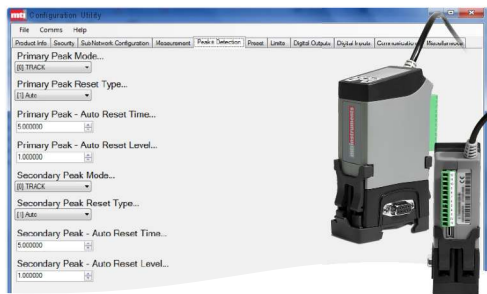 Configuration Utility
File Comms Help
Product Info Security Sub-Network Configuration Measurement Peaks Detection Preset Limits Digital Outputs Digital Inputs Communication Miscellaneous
Primary Peak Mode...
[0] TRACK
Primary Peak Reset Type...
[1] Auto
Primary Peak - Auto Reset Time...
5.000000
Primary Peak - Auto Reset Level...
1.000000
Secondary Peak Mode...
[0] TRACK
Secondary Peak Reset Type...
[1] Auto
Secondary Peak - Auto Reset Time...
5.000000
Secondary Peak - Auto Reset Level...
1.000000